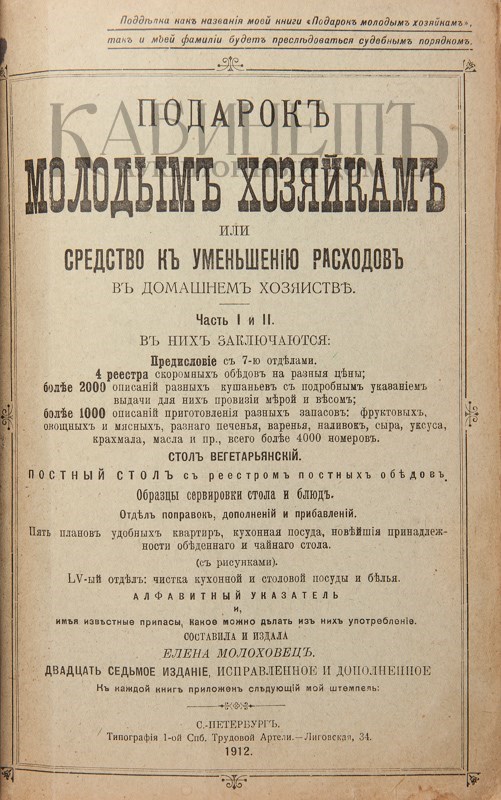 Поддѣлка какъ названія моей книги «Подарокъ молодымъ хозяйкамъ»,
такъ и моей фамиліи будетъ преслѣдоваться судебнымъ порядкомъ.
КАБИНЕТЪ
ПОДАРОКЪ
МОЛОДЫМЪ ХОЗЯЙКАМЪ
ИЛИ
СРЕДСТВО КЪ УМЕНЬШЕНІЮ РАСХОДОВЪ
ВЪ ДОМАШНЕМЪ ХОЗЯЙСТВѢ.
Часть I и II.
ВЪ НИХЪ ЗАКЛЮЧАЮТСЯ:
Предисловіе съ 7-ю отдѣлами.
4 реестра скоромныхъ обѣдовъ на разныя цѣны;
болѣе 2000 описаній разныхъ кушаньевъ съ подробнымъ указаніемъ
выдачи для нихъ провизіи мѣрой и вѣсомъ;
болѣе 1000 описаній приготовленія разныхъ запасовъ: фруктовыхъ,
овощныхъ и мясныхъ, разнаго печенья, варенья, наливокъ, сыра, уксуса,
крахмала, масла и пр., всего болѣе 4000 номеровъ.
СТОЛЪ ВЕГЕТАРЬЯНСКІЙ.
ПОСТНЫЙ СТОЛЪ съ реестромъ постныхъ обѣдовъ
Образцы сервировки стола и блюдъ.
Отдѣлъ поправокъ, дополненій и прибавленій.
Пять плановъ удобныхъ квартиръ, кухонная посуда, новѣйшія принадлеж-
ности обѣденнаго и чайнаго стола.
(съ рисунками).
LV-ый отдѣлъ: чистка кухонной и столовой посуды и бѣлья.
АЛФАВИТНЫЙ УКАЗАТЕЛЬ
и,
имѣя извѣстные припасы, Какое можно дѣлать изъ нихъ употребленіе.
СОСТАВИЛА И ИЗДАЛА
ЕЛЕНА МОЛОХОВЕЦЪ.
ДВАДЦАТЬ СЕДЬМОЕ ИЗДАНІЕ, ИСПРАВЛЕННОЕ И ДОПОЛНЕННОЕ
Къ каждой книгѣ приложенъ слѣдующій мой штемпель:
С.-ПЕТЕРБУРГЪ.
Типографія 1-ой Спб. Трудовой Артели.—Лиговская, 34.
1912.